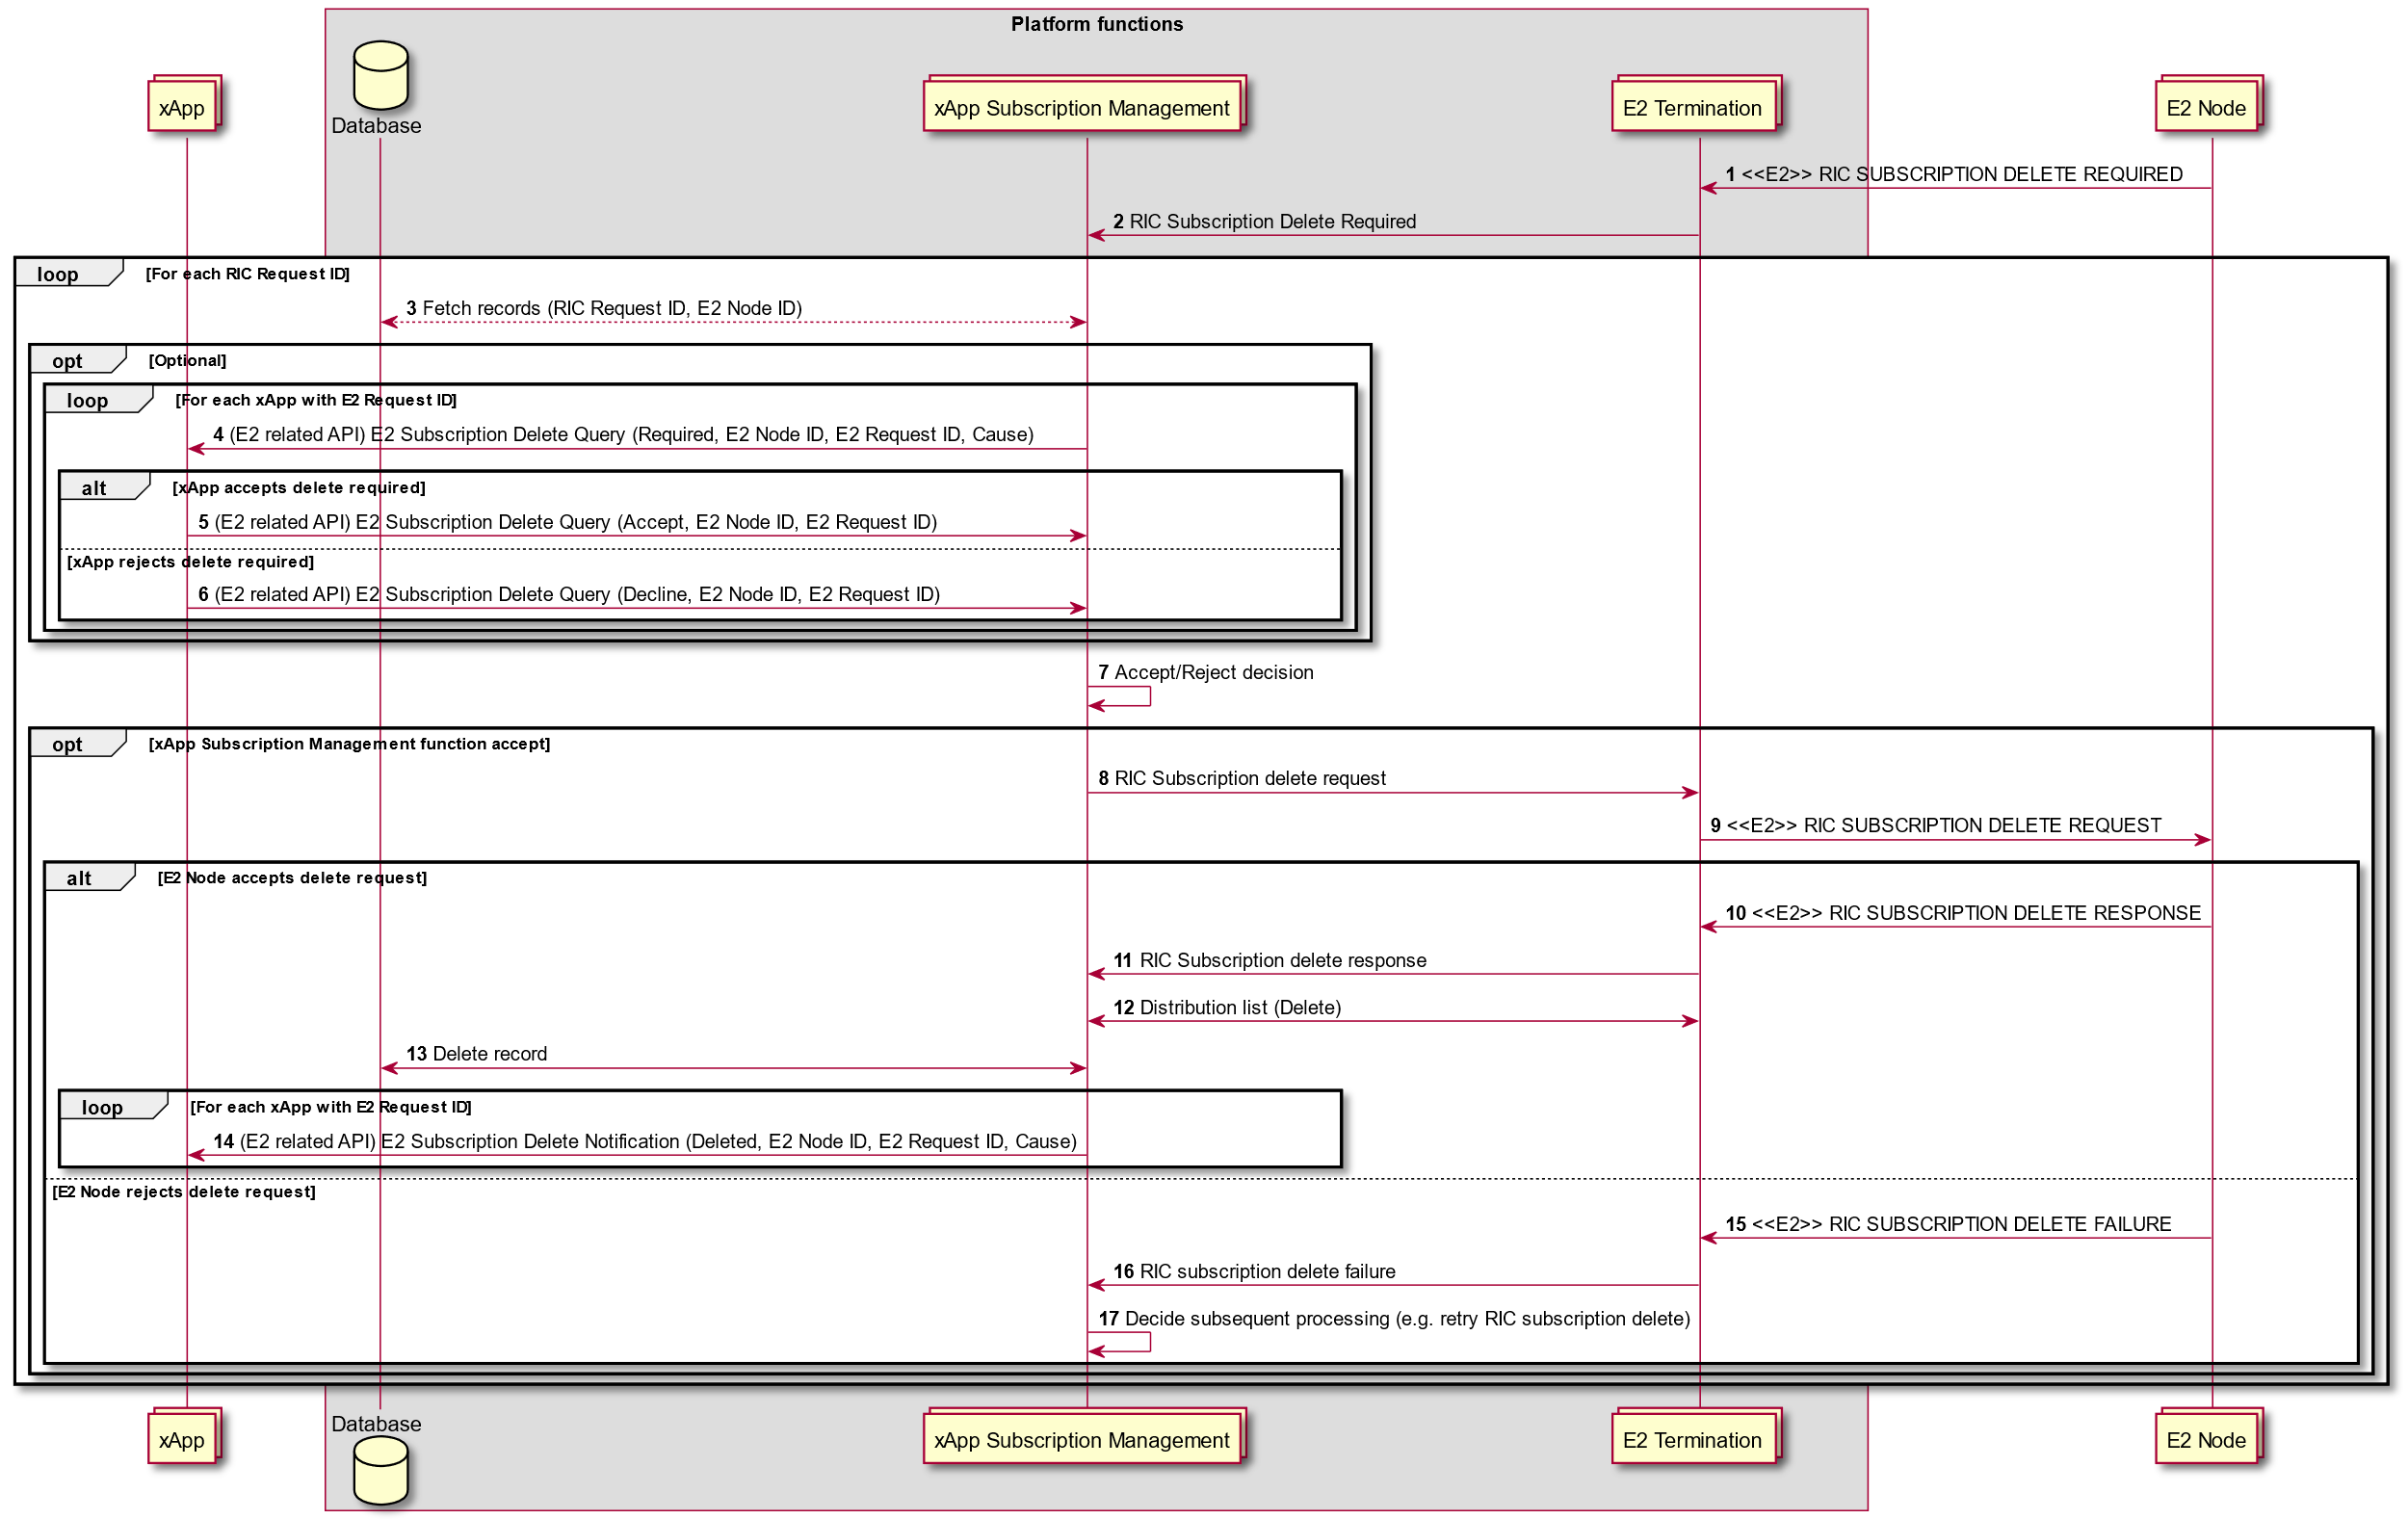 Platform functions
xApp
Database
xApp Subscription Management
E2 Termination
E2 Node
1 <<E2>> RIC SUBSCRIPTION DELETE REQUIRED
2 RIC Subscription Delete Required
loop [For each RIC Request ID]
3 Fetch records (RIC Request ID, E2 Node ID)
opt [Optional]
loop [For each xApp with E2 Request ID]
4 (E2 related API) E2 Subscription Delete Query (Required, E2 Node ID, E2 Request ID, Cause)
alt [xApp accepts delete required]
5 (E2 related API) E2 Subscription Delete Query (Accept, E2 Node ID, E2 Request ID)
[xApp rejects delete required]
6 (E2 related API) E2 Subscription Delete Query (Decline, E2 Node ID, E2 Request ID)
7 Accept/Reject decision
opt [xApp Subscription Management function accept]
8 RIC Subscription delete request
9 <<E2>> RIC SUBSCRIPTION DELETE REQUEST
alt [E2 Node accepts delete request]
10 <<E2>> RIC SUBSCRIPTION DELETE RESPONSE
11 RIC Subscription delete response
12 Distribution list (Delete)
13 Delete record
loop [For each xApp with E2 Request ID]
14 (E2 related API) E2 Subscription Delete Notification (Deleted, E2 Node ID, E2 Request ID, Cause)
[E2 Node rejects delete request]
15 <<E2>> RIC SUBSCRIPTION DELETE FAILURE
16 RIC subscription delete failure
17 Decide subsequent processing (e.g. retry RIC subscription delete)
xApp
Database
xApp Subscription Management
E2 Termination
E2 Node